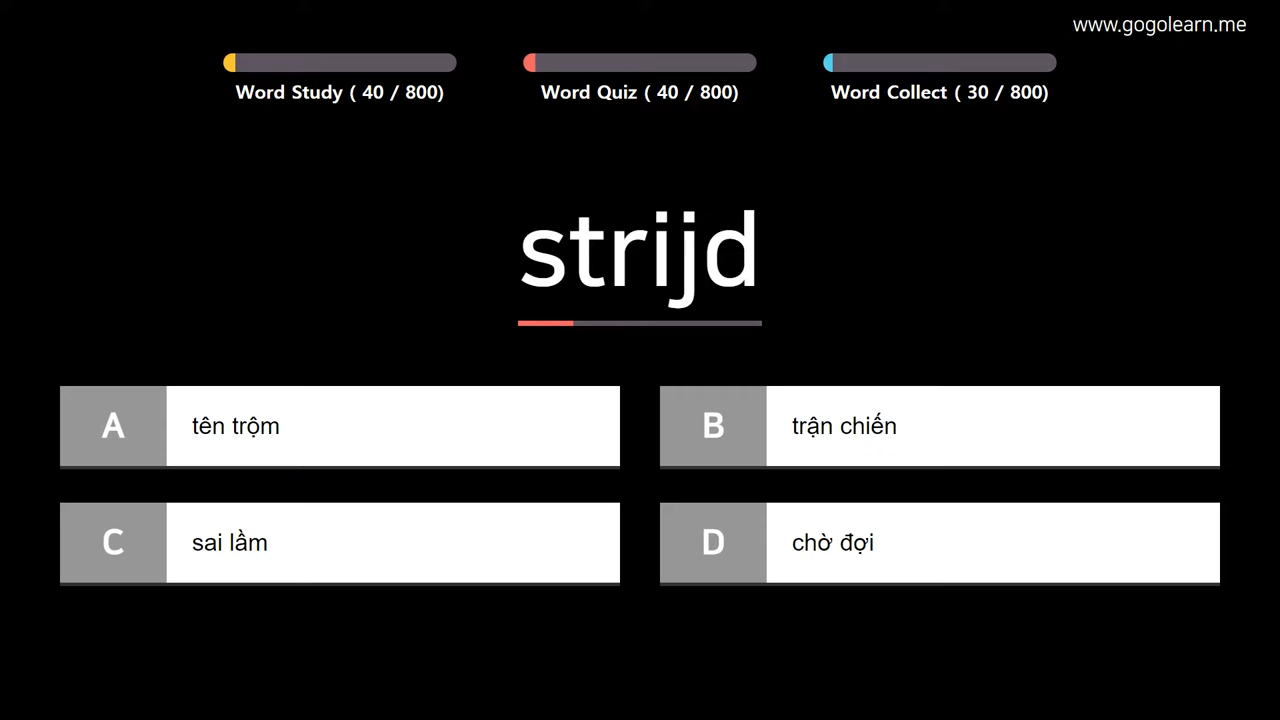 www.gogolearn.me
Word Study ( 40 / 800)
Word Quiz ( 40 / 800)
Word Collect ( 30 / 800)
strijd
A tên trộm
B trận chiến
C sai lầm
D chờ đợi